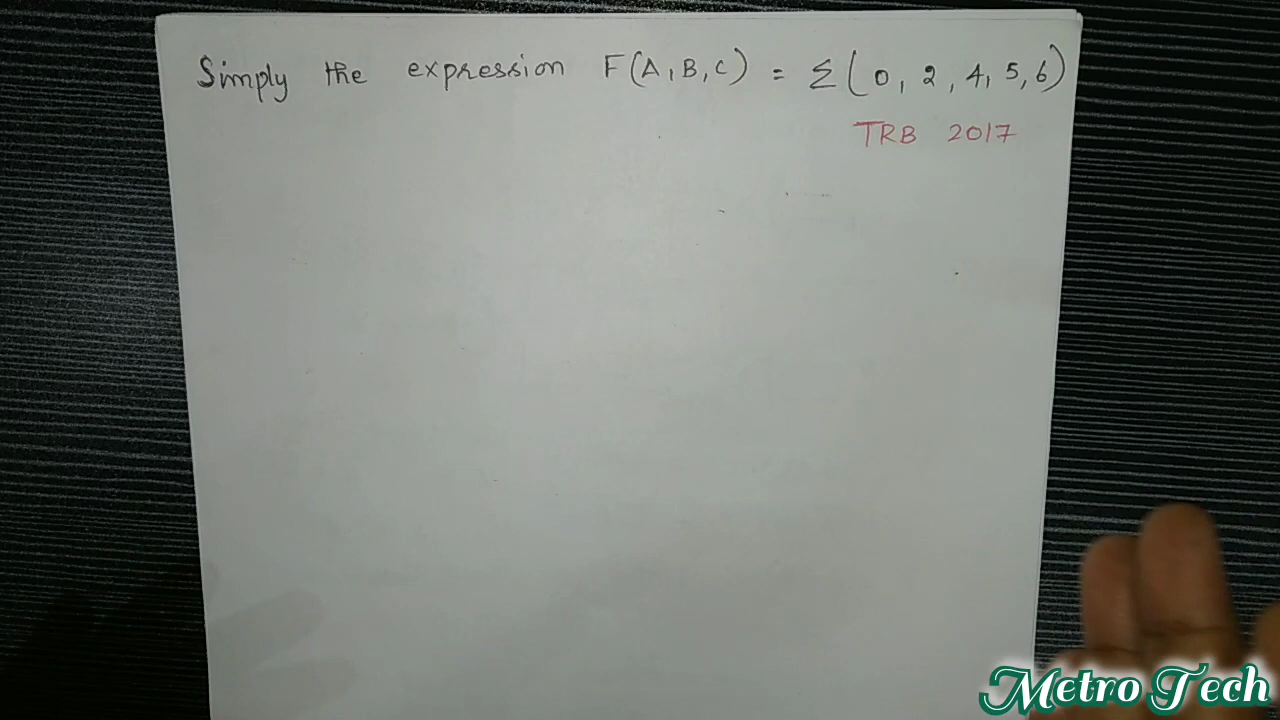 Simply the expression F(A,B,C) = Σ(0,2,4,5,6)
TRB 2017
Metro Tech